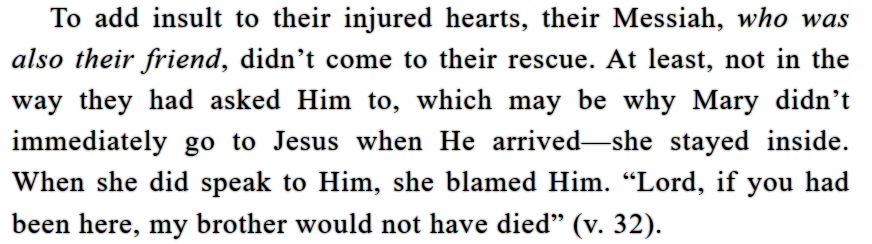 To add insult to their injured hearts, their Messiah, who was
also their friend, didn’t come to their rescue. At least, not in the
way they had asked Him to, which may be why Mary didn’t
immediately go to Jesus when He arrived—she stayed inside.
When she did speak to Him, she blamed Him. “Lord, if you had
been here, my brother would not have died” (v. 32).